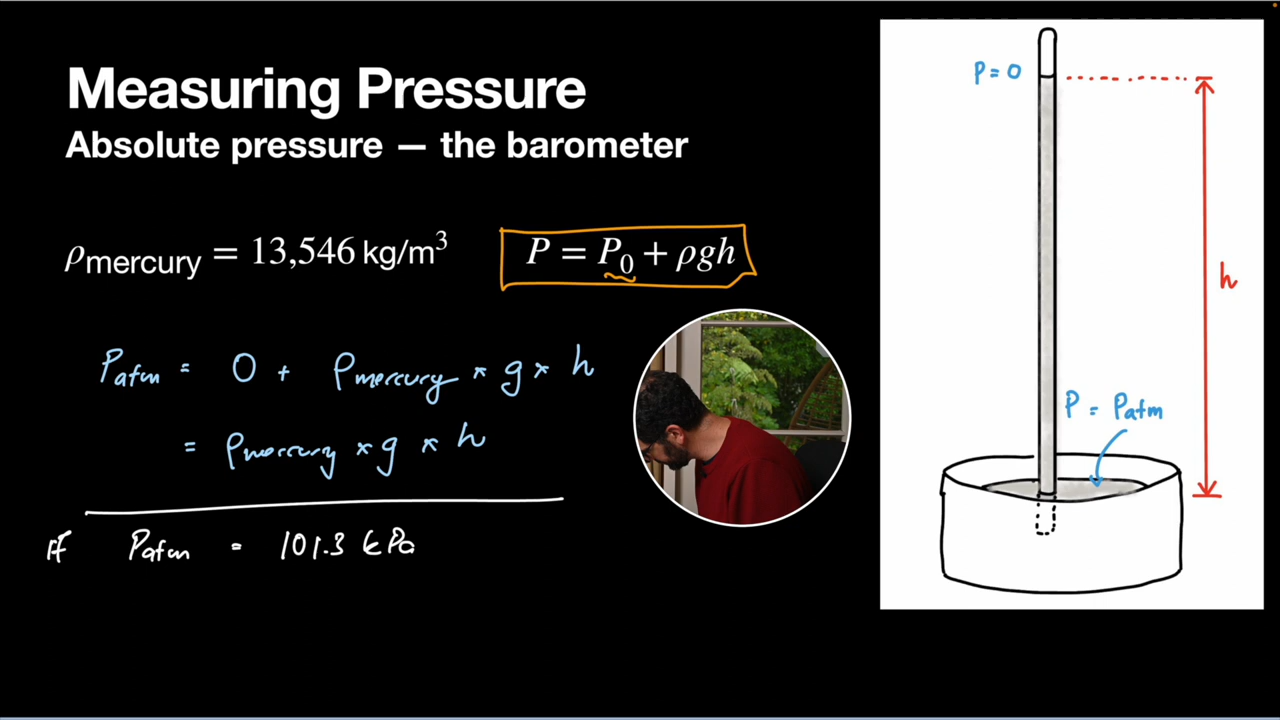 Measuring Pressure
Absolute pressure — the barometer
ρmercury = 13,546 kg/m³
P = P₀ + ρgh
Patm = 0 + ρmercury × g × h
= ρmercury × g × h
If Patm = 101.3 kPa
P = 0
h
P = Patm